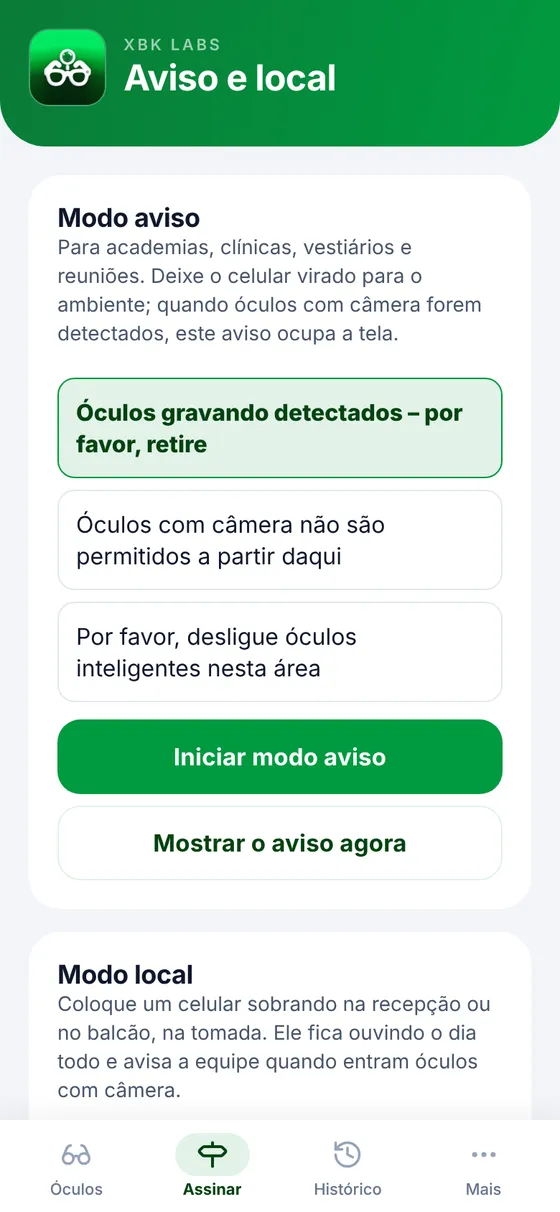 XBK LABS
Aviso e local
Modo aviso
Para academias, clínicas, vestiários e
reuniões. Deixe o celular virado para o
ambiente; quando óculos com câmera forem
detectados, este aviso ocupa a tela.
Óculos gravando detectados – por
favor, retire
Óculos com câmera não são
permitidos a partir daqui
Por favor, desligue óculos
inteligentes nesta área
Iniciar modo aviso
Mostrar o aviso agora
Modo local
Coloque um celular sobrando na recepção ou
no balcão, na tomada. Ele fica ouvindo o dia
todo e avisa a equipe quando entram óculos
com câmera.
Óculos
Assinar
Histórico
Mais